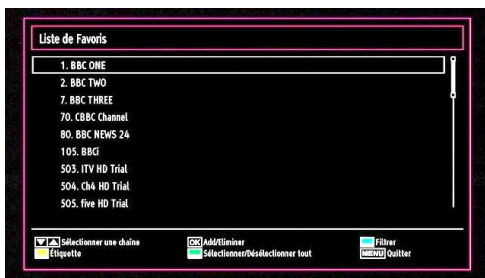 Liste de Favoris
1. BBC ONE
2. BBC TWO
7. BBC THREE
70. CBBC Channel
80. BBC NEWS 24
105. BBCi
503. ITV HD Trial
504. Ch4 HD Trial
505. five HD Trial
Sélectionner une chaîne OK Add/Eliminer Filtrer
Étiquette Sélectionner/Désélectionner tout MENU Quitter